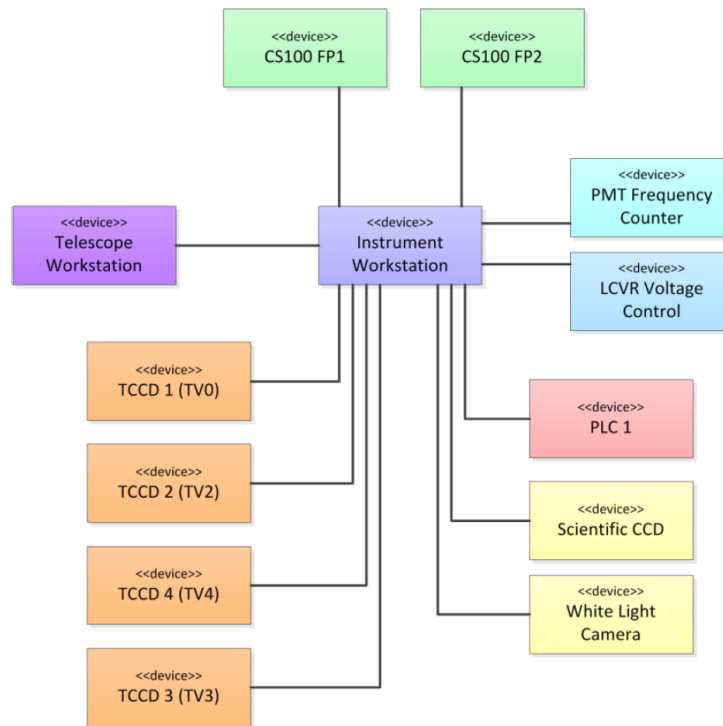 <<device>>
CS100 FP1
<<device>>
CS100 FP2
<<device>>
PMT Frequency
Counter
<<device>>
Telescope
Workstation
<<device>>
Instrument
Workstation
<<device>>
LCVR Voltage
Control
<<device>>
TCCD 1 (TV0)
<<device>>
PLC 1
<<device>>
TCCD 2 (TV2)
<<device>>
Scientific CCD
<<device>>
TCCD 4 (TV4)
<<device>>
White Light
Camera
<<device>>
TCCD 3 (TV3)